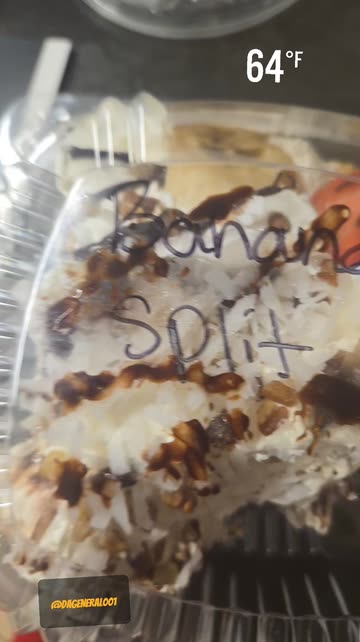 64°F
Banana
Split
@DAGENERAL001